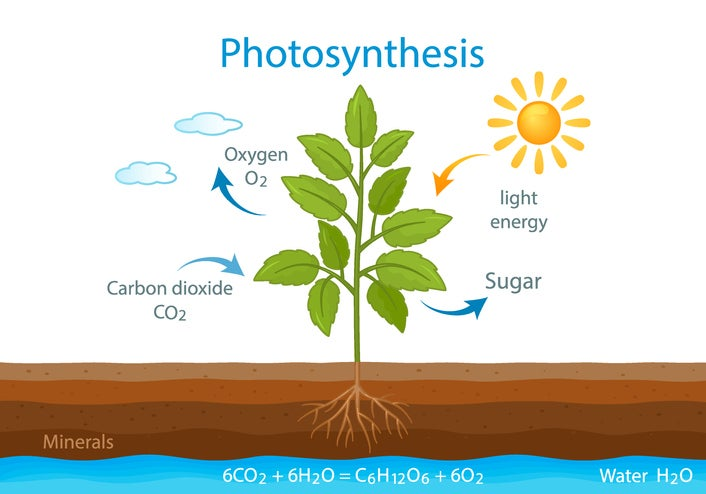 Photosynthesis
Oxygen
O2
light
energy
Carbon dioxide
CO2
Sugar
Minerals
6CO2 + 6H2O = C6H12O6 + 6O2
Water H2O